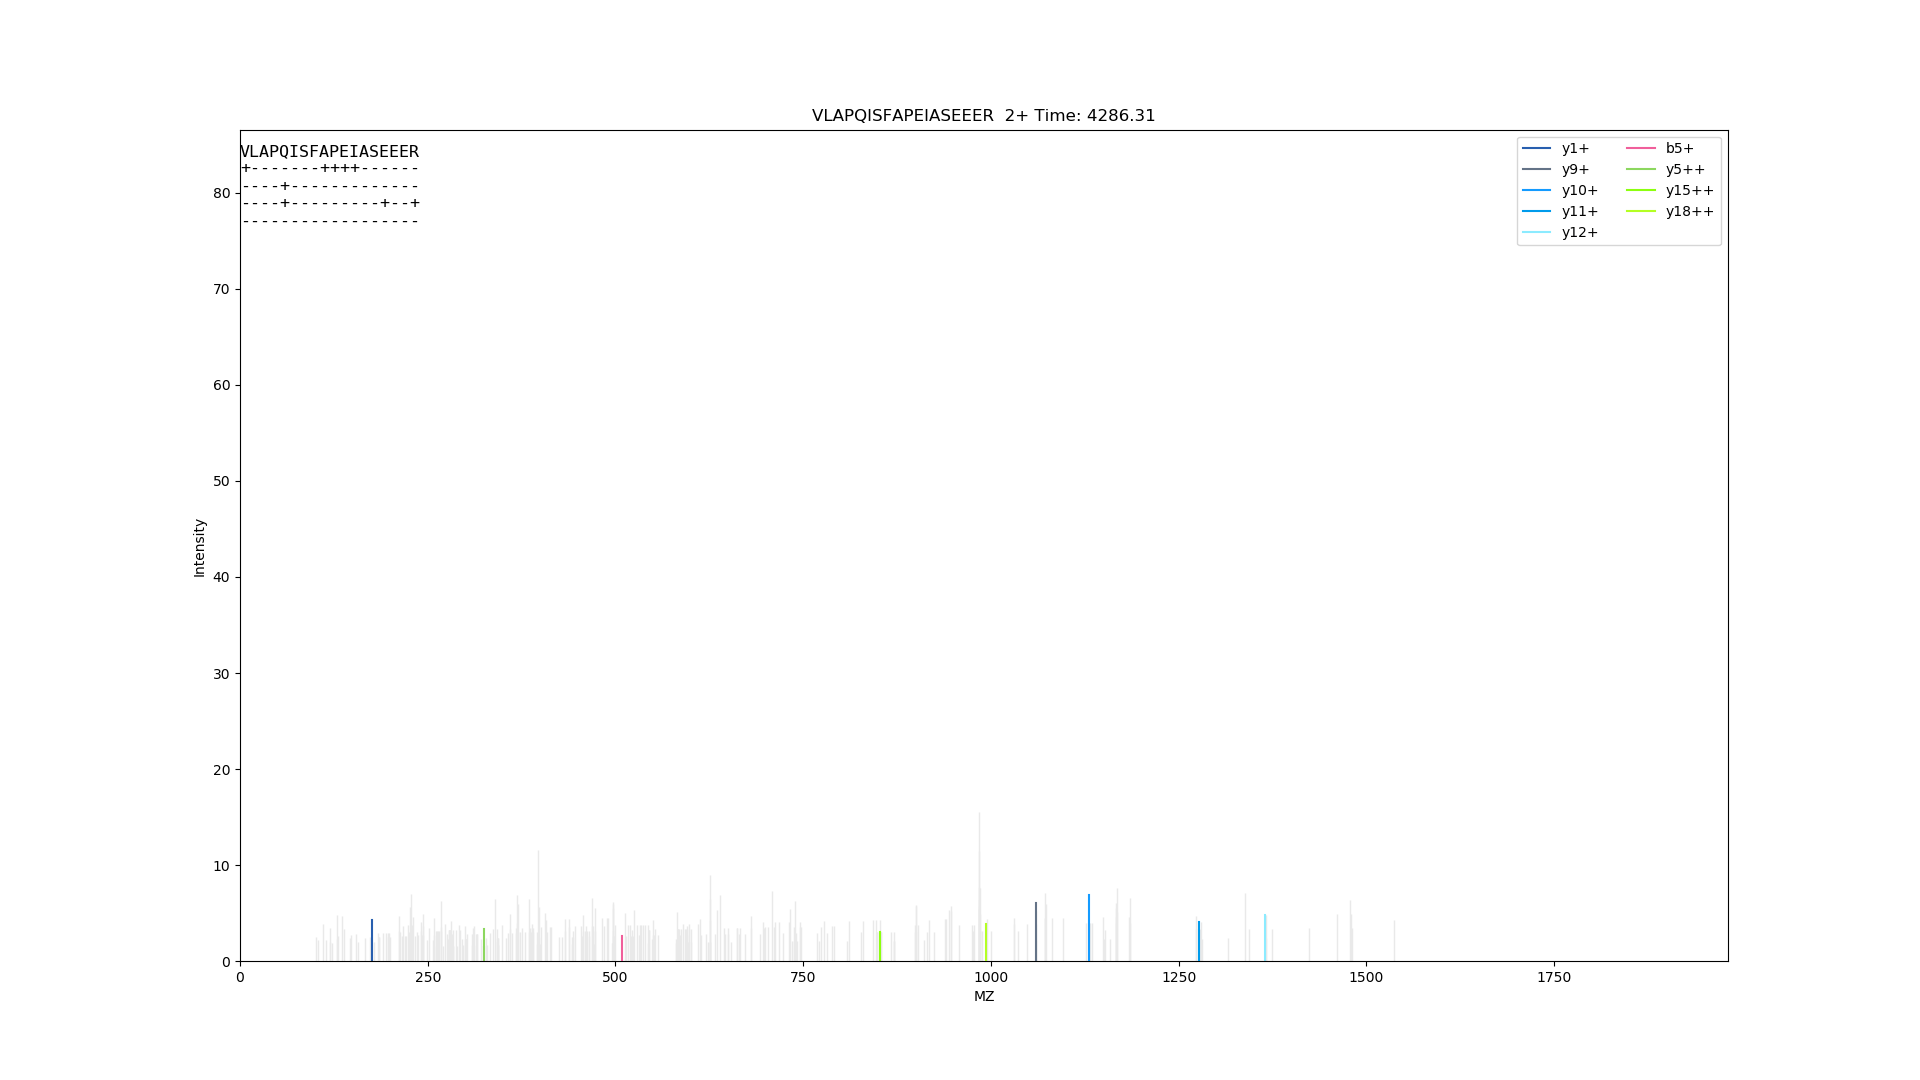 VLAPQISFAPEIASEEER 2+ Time: 4286.31
VLAPQISFAPEIASEEER
+-------++++------
----+-------------
----+---------+--+
------------------
y1+
y9+
y10+
y11+
y12+
b5+
y5++
y15++
y18++
80
70
60
50
40
30
20
10
0
Intensity
0 250 500 750 1000 1250 1500 1750
MZ